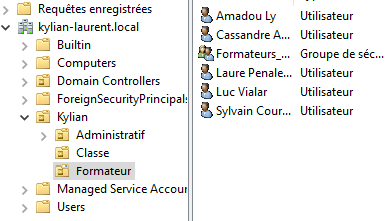 Requêtes enregistrées
kylian-laurent.local
Builtin
Computers
Domain Controllers
ForeignSecurityPrincipals
Kylian
Administratif
Classe
Formateur
Managed Service Accour
Users
Amadou Ly Utilisateur
Cassandre A... Utilisateur
Formateurs_... Groupe de séc...
Laure Penale... Utilisateur
Luc Vialar Utilisateur
Sylvain Cour... Utilisateur